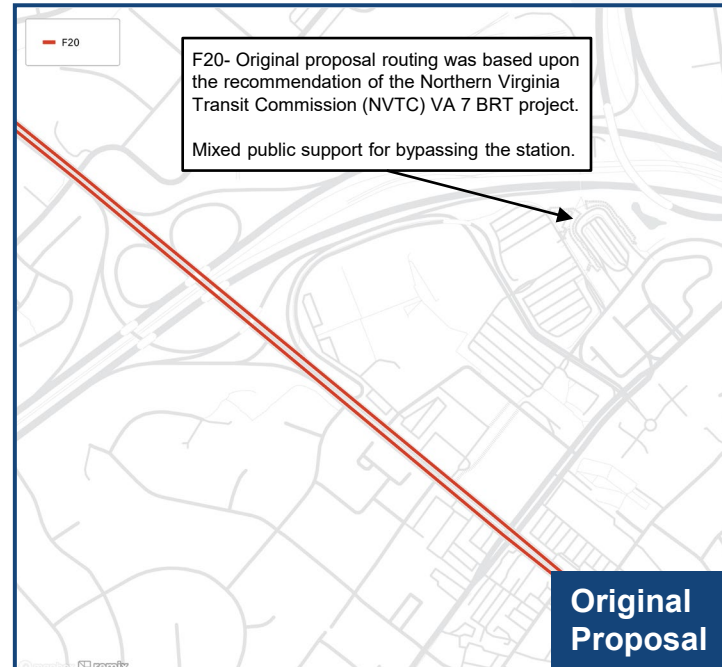 F20
F20- Original proposal routing was based upon
the recommendation of the Northern Virginia
Transit Commission (NVTC) VA 7 BRT project.
Mixed public support for bypassing the station.
Original
Proposal
remix